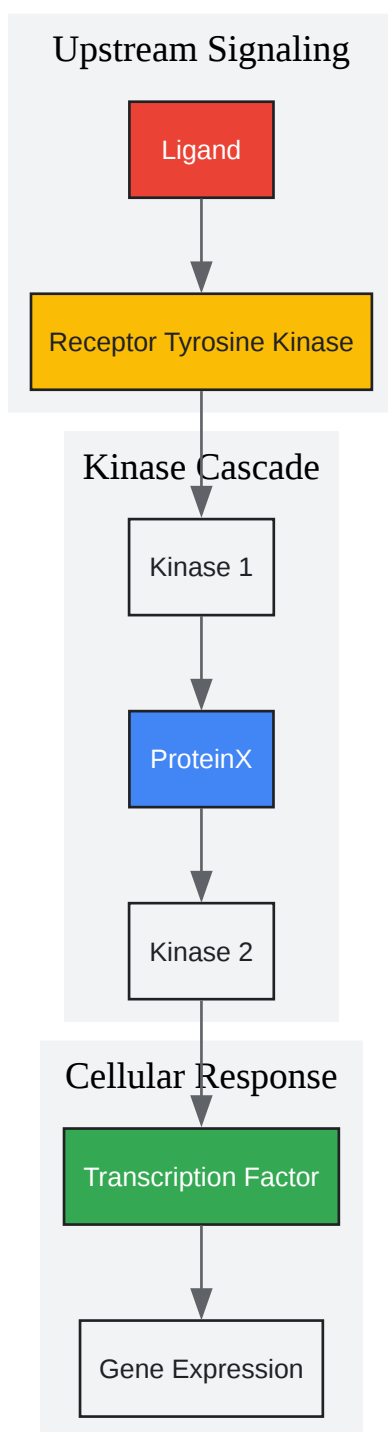 Upstream Signaling
Ligand
Receptor Tyrosine Kinase
Kinase Cascade
Kinase 1
ProteinX
Kinase 2
Cellular Response
Transcription Factor
Gene Expression